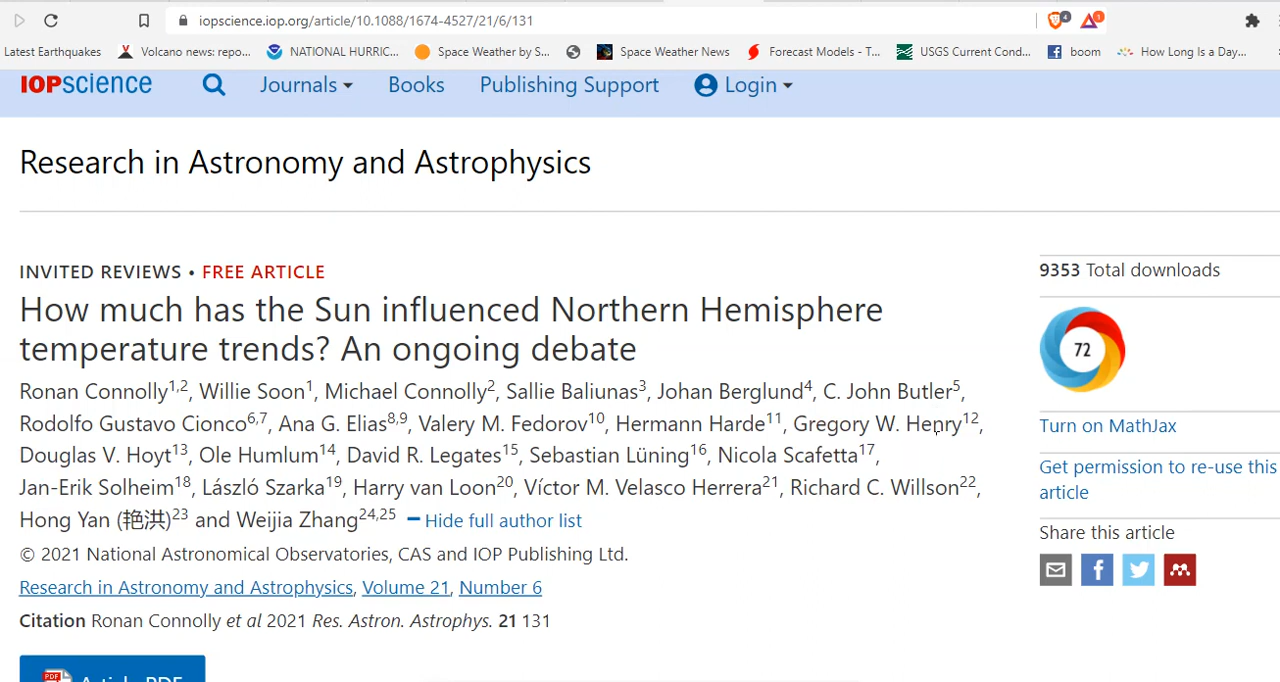 iopscience.iop.org/article/10.1088/1674-4527/21/6/131 4 1
Latest Earthquakes Volcano news: repo... NATIONAL HURRIC... Space Weather by S... Space Weather News Forecast Models - T... USGS Current Cond... boom How Long Is a Day...
IOPscience Journals Books Publishing Support Login
Research in Astronomy and Astrophysics
INVITED REVIEWS • FREE ARTICLE
How much has the Sun influenced Northern Hemisphere
temperature trends? An ongoing debate
Ronan Connolly1,2, Willie Soon1, Michael Connolly2, Sallie Baliunas3, Johan Berglund4, C. John Butler5,
Rodolfo Gustavo Cionco6,7, Ana G. Elias8,9, Valery M. Fedorov10, Hermann Harde11, Gregory W. Henry12,
Douglas V. Hoyt13, Ole Humlum14, David R. Legates15, Sebastian Lüning16, Nicola Scafetta17,
Jan-Erik Solheim18, László Szarka19, Harry van Loon20, Víctor M. Velasco Herrera21, Richard C. Willson22,
Hong Yan (艳洪)23 and Weijia Zhang24,25 − Hide full author list
© 2021 National Astronomical Observatories, CAS and IOP Publishing Ltd.
Research in Astronomy and Astrophysics, Volume 21, Number 6
Citation Ronan Connolly et al 2021 Res. Astron. Astrophys. 21 131
PDF Article PDF
9353 Total downloads
72
Turn on MathJax
Get permission to re-use this
article
Share this article